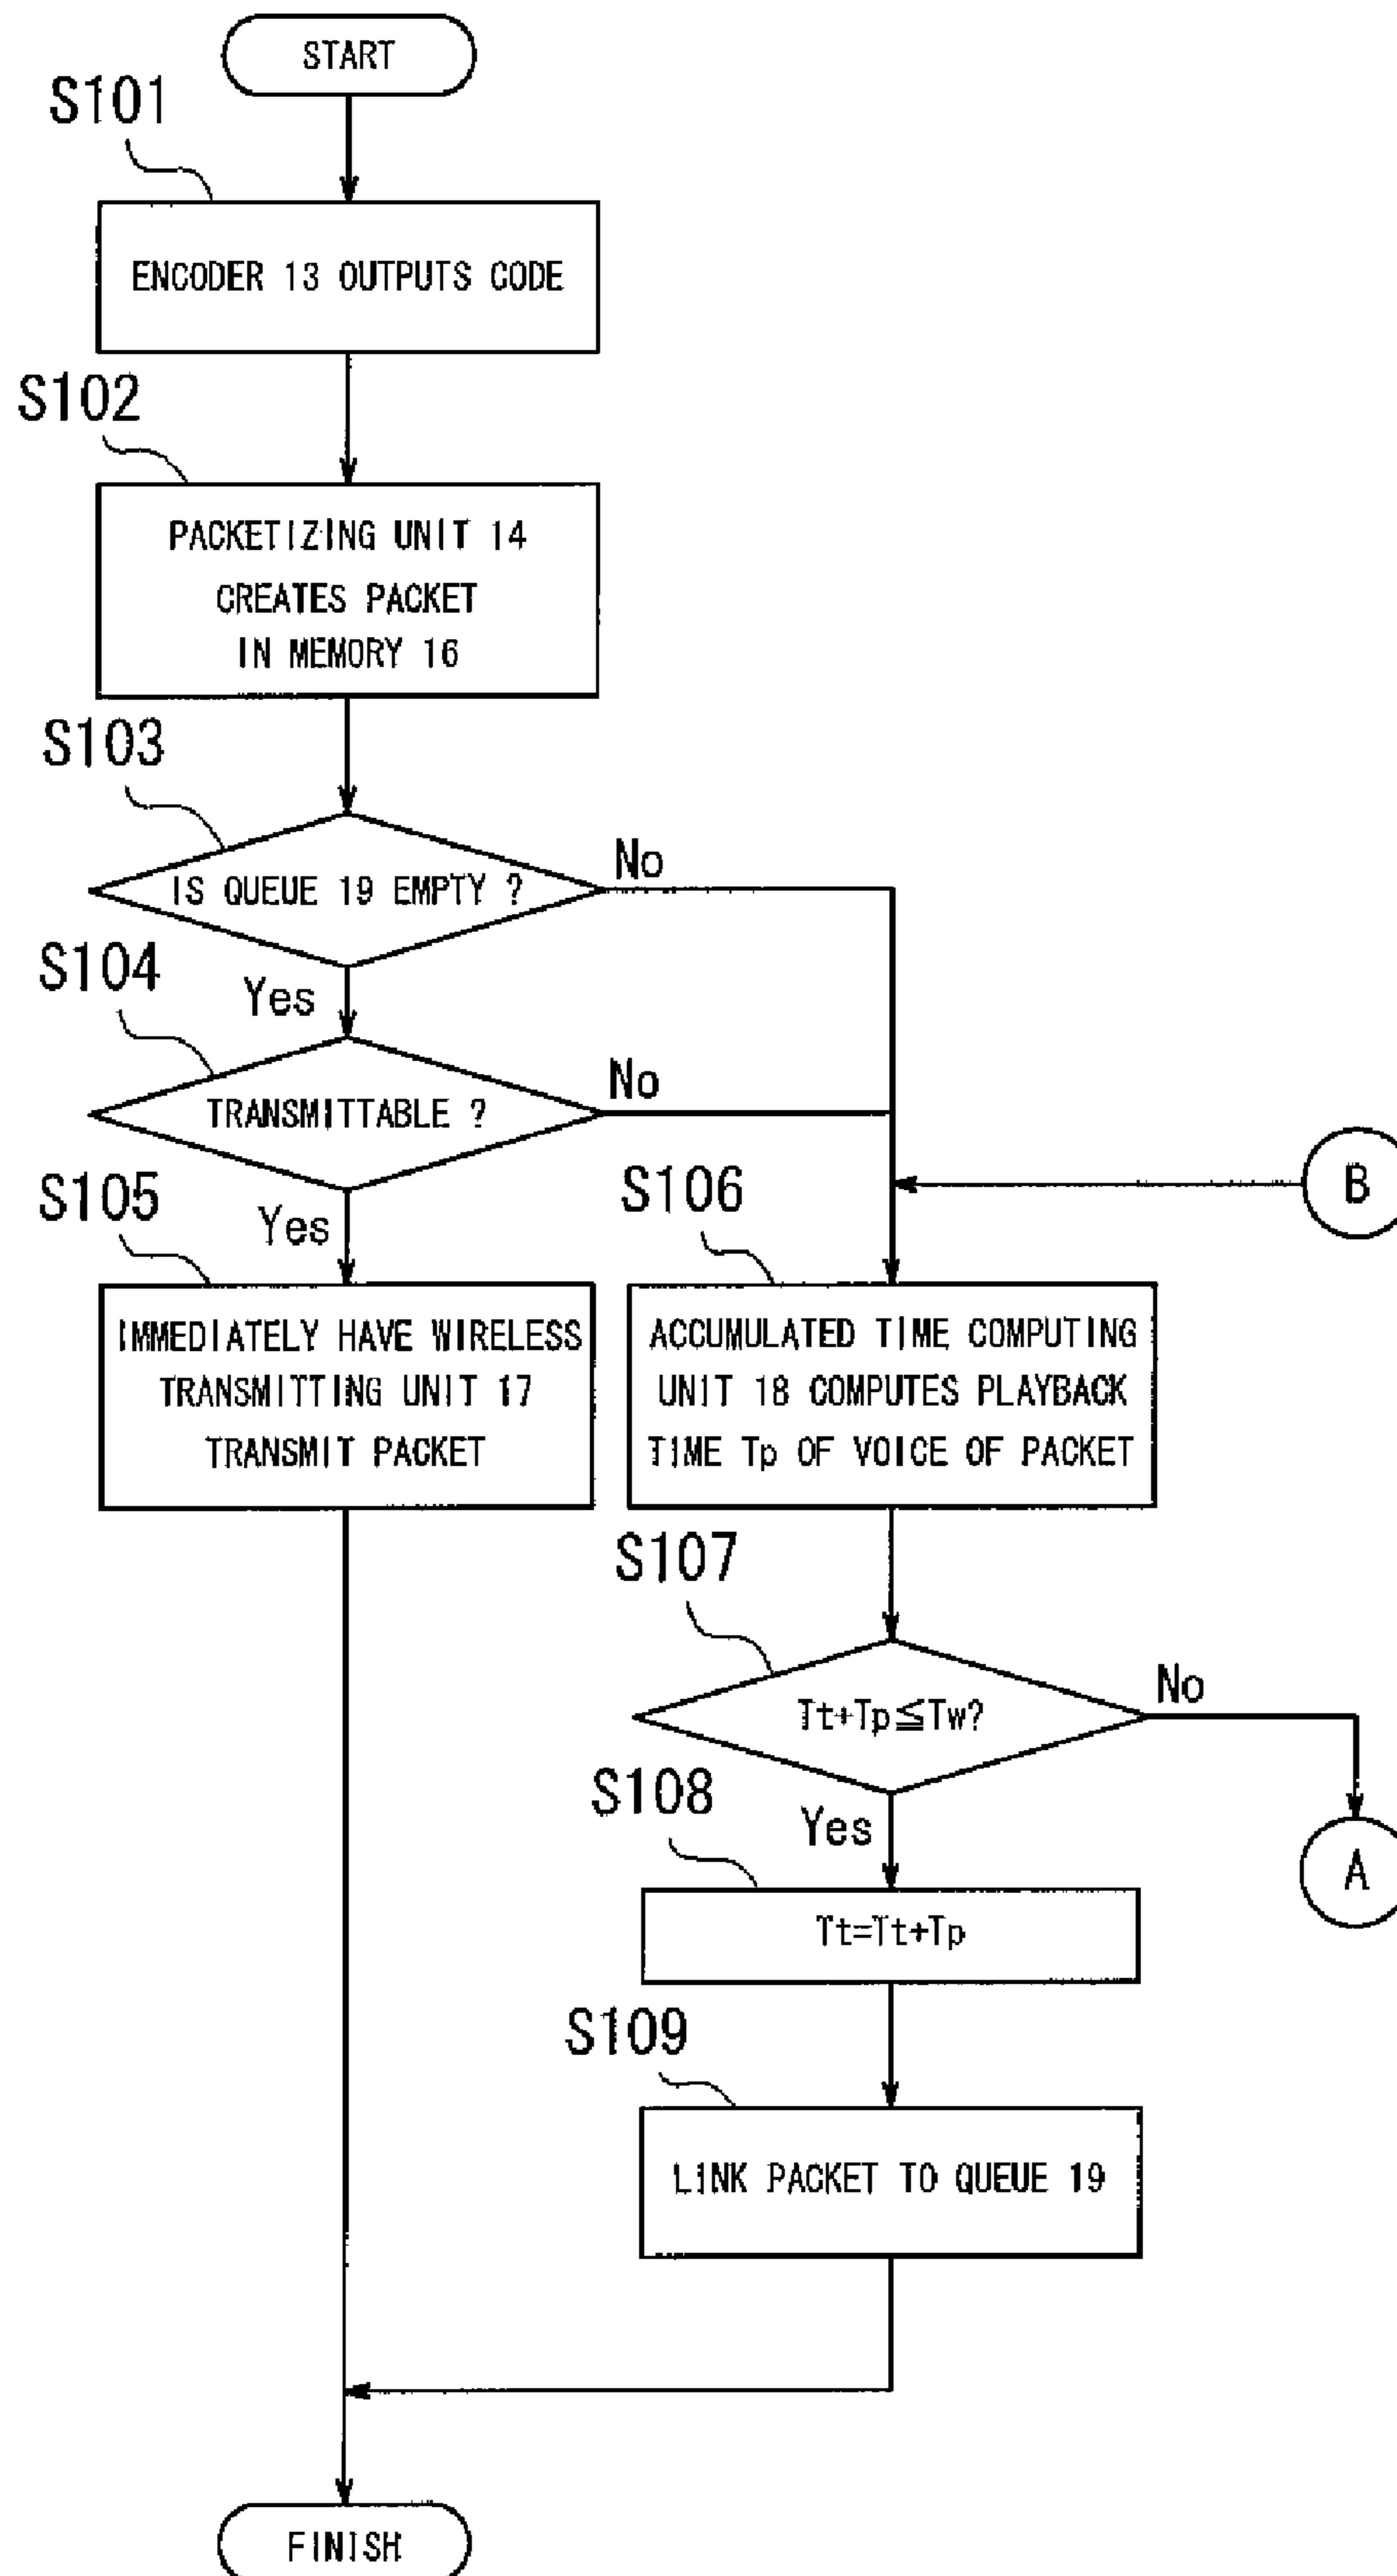 START
S101
ENCODER 13 OUTPUTS CODE
S102
PACKETIZING UNIT 14
CREATES PACKET
IN MEMORY 16
S103
IS QUEUE 19 EMPTY ?
No
Yes
S104
TRANSMITTABLE ?
No
Yes
B
S105
IMMEDIATELY HAVE WIRELESS
TRANSMITTING UNIT 17
TRANSMIT PACKET
S106
ACCUMULATED TIME COMPUTING
UNIT 18 COMPUTES PLAYBACK
TIME Tp OF VOICE OF PACKET
S107
Tt+Tp≦Tw?
No
Yes
A
S108
Tt=Tt+Tp
S109
LINK PACKET TO QUEUE 19
FINISH